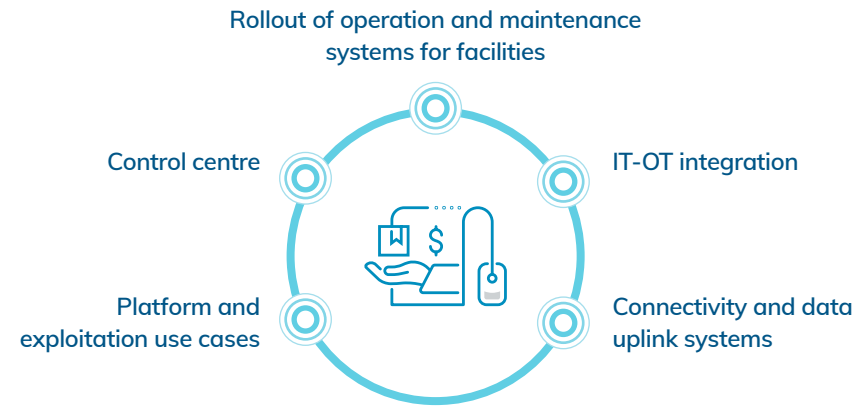 Rollout of operation and maintenance
systems for facilities
Control centre
IT-OT integration
Platform and
exploitation use cases
Connectivity and data
uplink systems
$